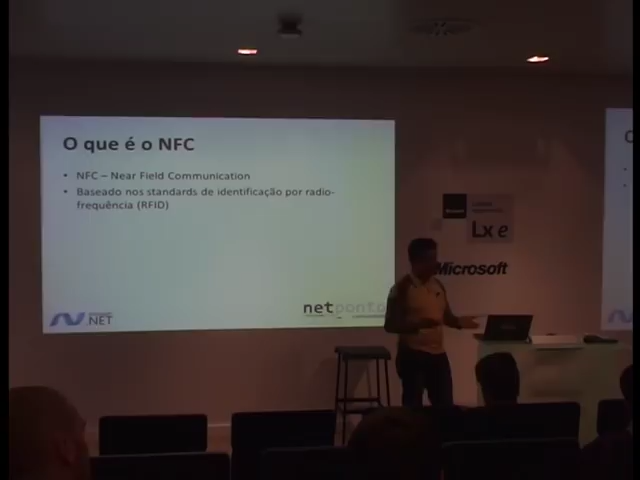 O que é o NFC
• NFC – Near Field Communication
• Baseado nos standards de identificação por radio-
frequência (RFID)
.NET
netponto
Lx e
Microsoft